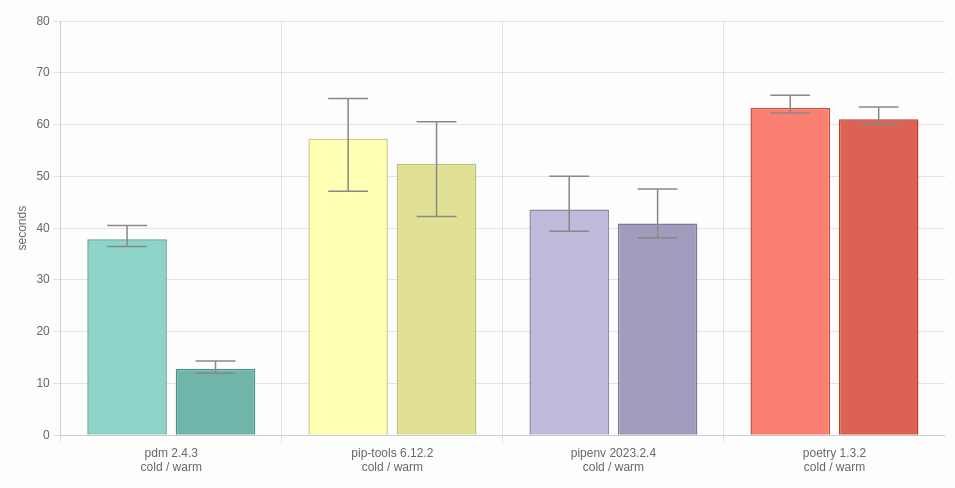 80
70
60
50
40
30
20
10
0
seconds
pdm 2.4.3
cold / warm
pip-tools 6.12.2
cold / warm
pipenv 2023.2.4
cold / warm
poetry 1.3.2
cold / warm